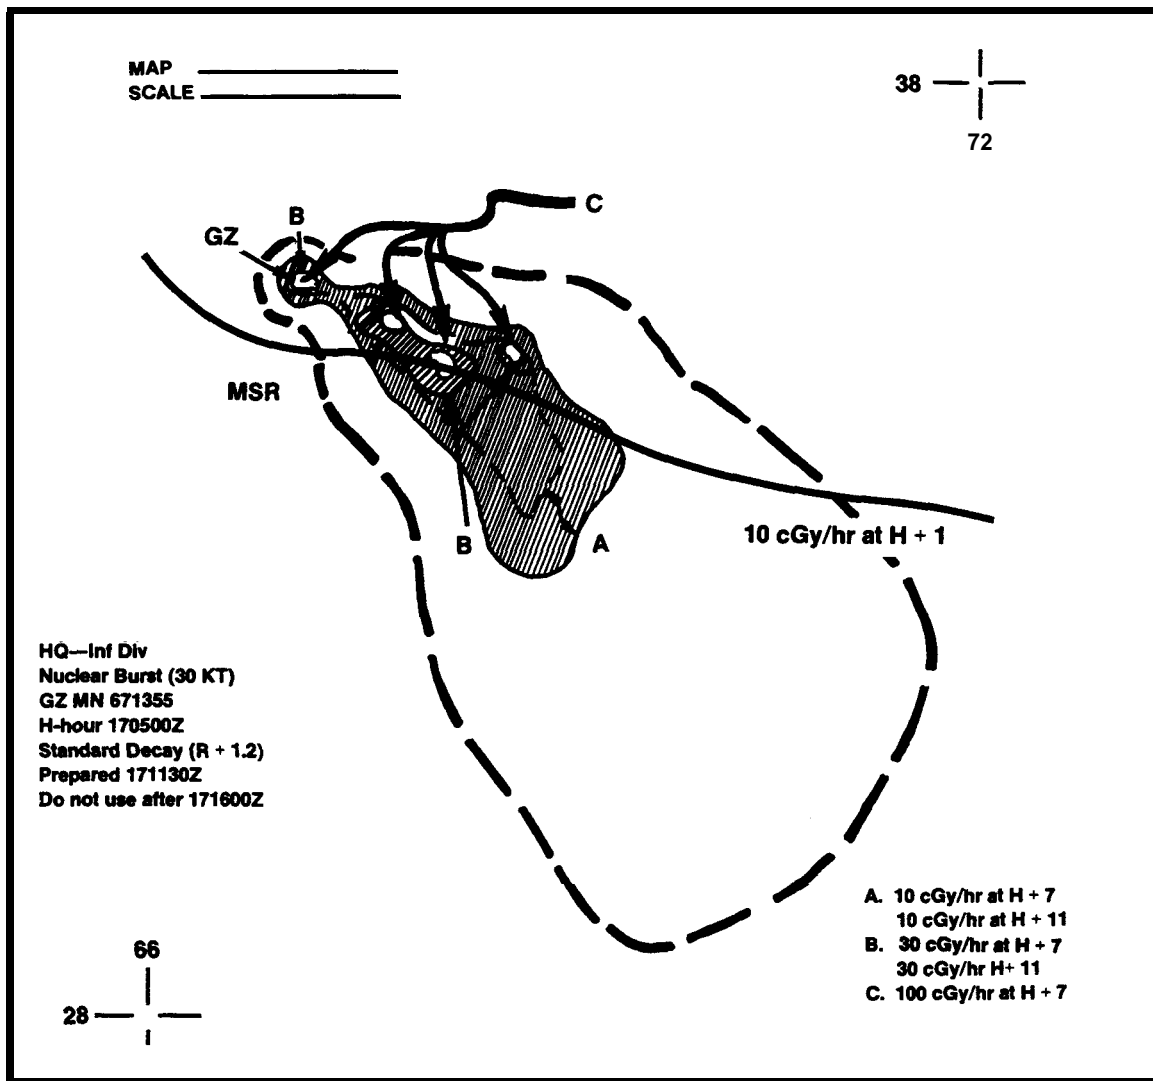 MAP
SCALE
38
72
C
B
GZ
MSR
10 cGy/hr at H + 1
B
A
HQ—Inf Div
Nuclear Burst (30 KT)
GZ MN 671355
H-hour 170500Z
Standard Decay (R + 1.2)
Prepared 171130Z
Do not use after 171600Z
A. 10 cGy/hr at H + 7
10 cGy/hr at H + 11
B. 30 cGy/hr at H + 7
30 cGy/hr H+ 11
C. 100 cGy/hr at H + 7
66
28